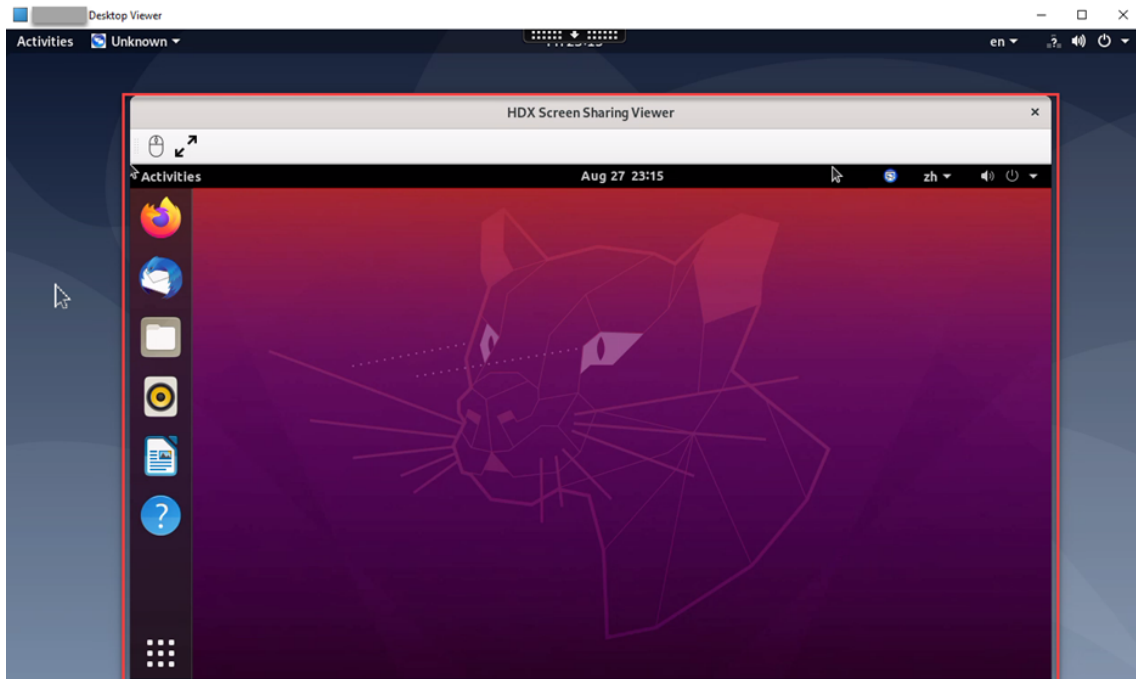 Desktop Viewer
Activities Unknown en
HDX Screen Sharing Viewer
Activities Aug 27 23:15 zh